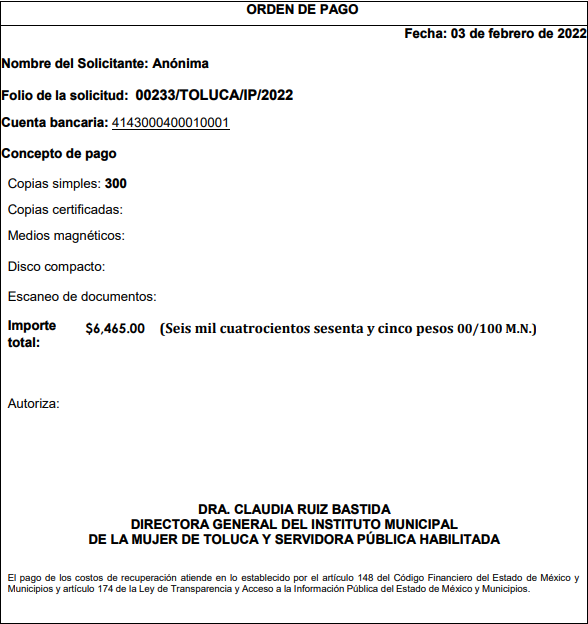 ORDEN DE PAGO
Fecha: 03 de febrero de 2022
Nombre del Solicitante: Anónima
Folio de la solicitud: 00233/TOLUCA/IP/2022
Cuenta bancaria: 4143000400010001
Concepto de pago
Copias simples: 300
Copias certificadas:
Medios magnéticos:
Disco compacto:
Escaneo de documentos:
Importe total: $6,465.00 (Seis mil cuatrocientos sesenta y cinco pesos 00/100 M.N.)
Autoriza:
DRA. CLAUDIA RUIZ BASTIDA
DIRECTORA GENERAL DEL INSTITUTO MUNICIPAL
DE LA MUJER DE TOLUCA Y SERVIDORA PÚBLICA HABILITADA
El pago de los costos de recuperación atiende en lo establecido por el artículo 148 del Código Financiero del Estado de México y
Municipios y artículo 174 de la Ley de Transparencia y Acceso a la Información Pública del Estado de México y Municipios.